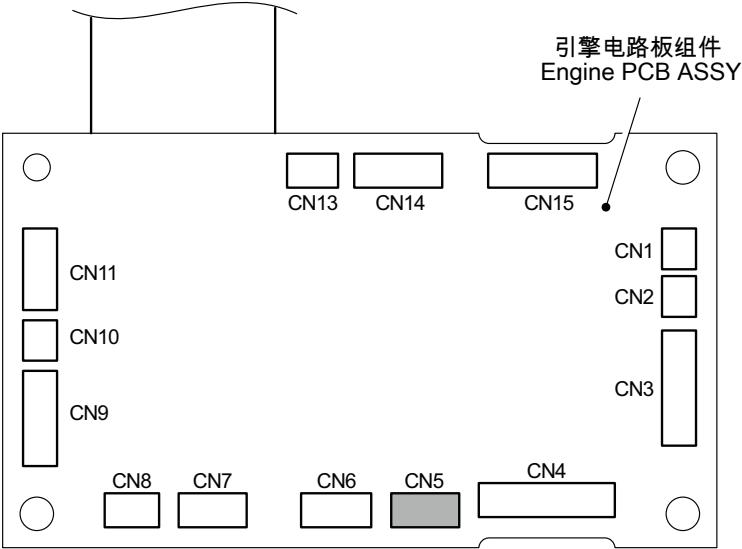 引擎电路板组件
Engine PCB ASSY
CN13
CN14
CN15
CN1
CN11
CN2
CN10
CN3
CN9
CN8
CN7
CN6
CN5
CN4